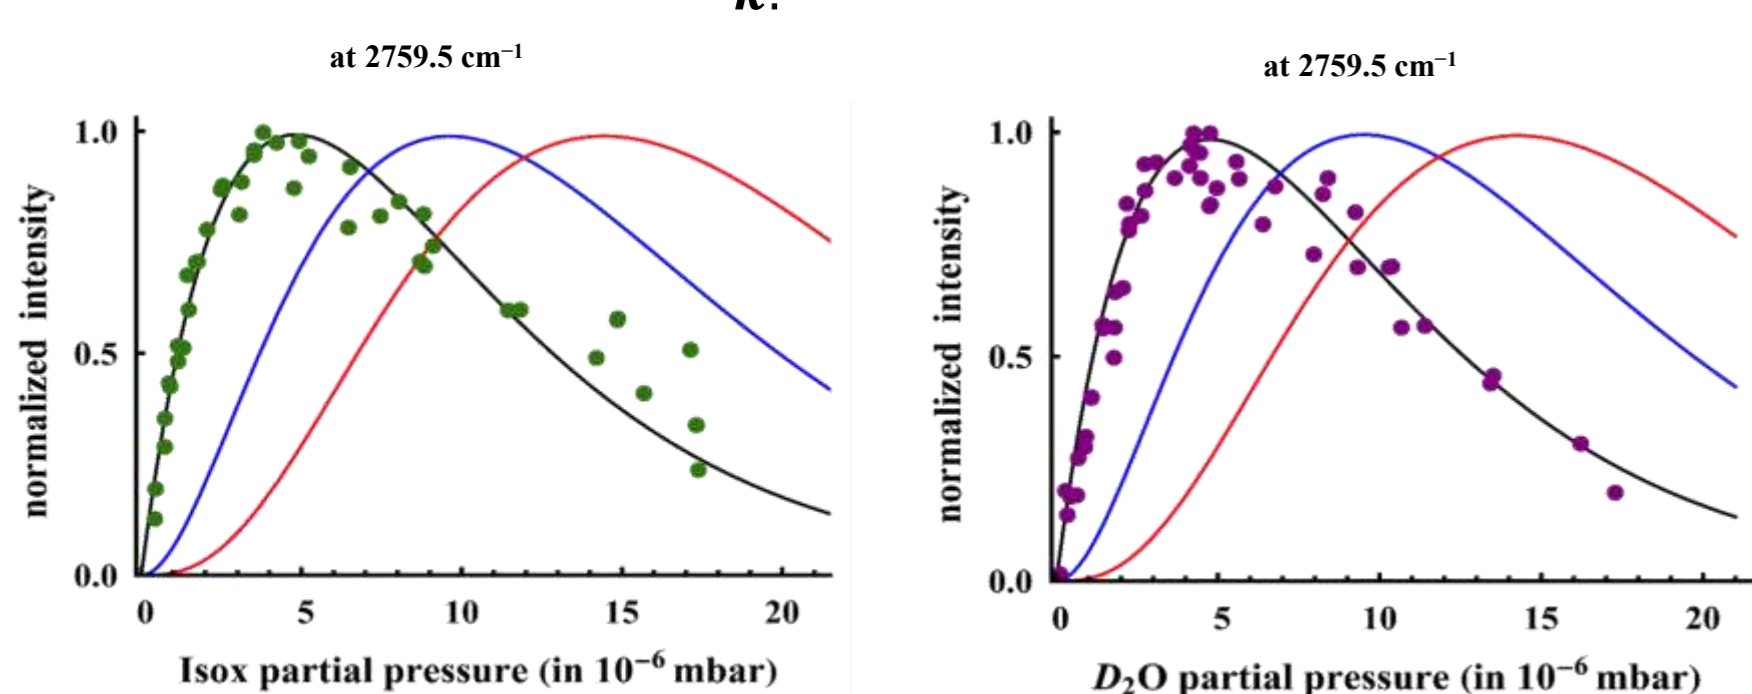 k!
at 2759.5 cm⁻¹
normalized intensity
1.0
0.5
0.0
0 5 10 15 20
Isox partial pressure (in 10⁻⁶ mbar)
at 2759.5 cm⁻¹
normalized intensity
1.0
0.5
0.0
0 5 10 15 20
D₂O partial pressure (in 10⁻⁶ mbar)